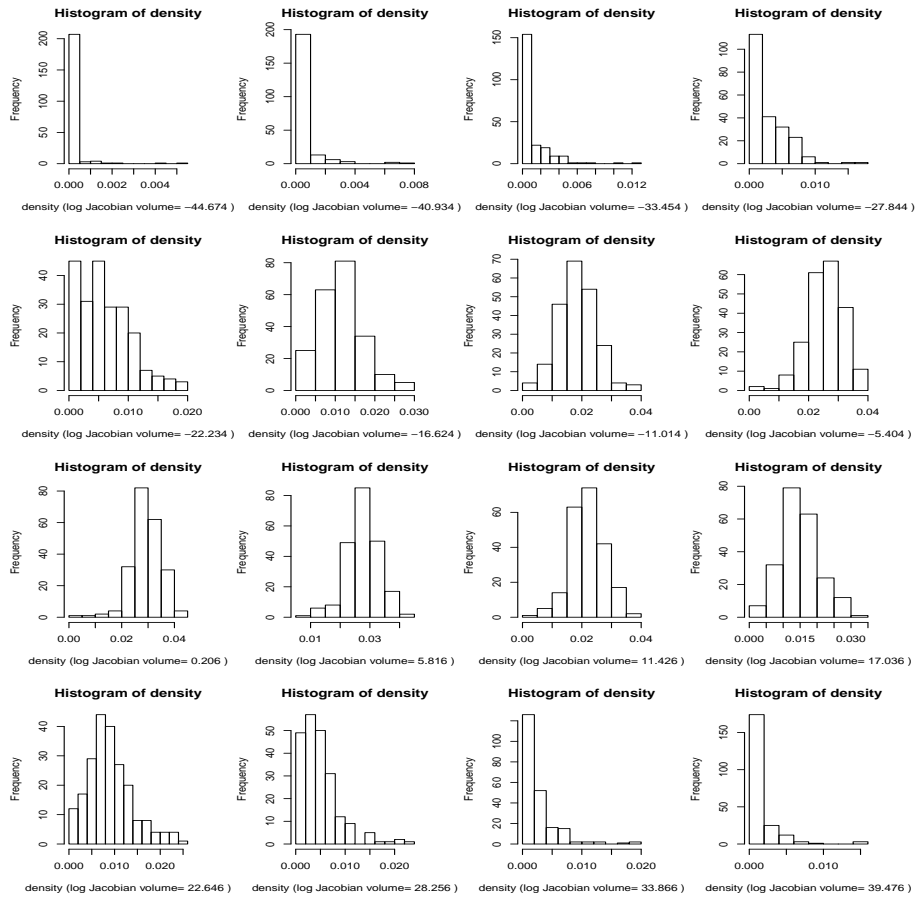 Histogram of density Histogram of density Histogram of density Histogram of density
Frequency Frequency Frequency Frequency
0 50 100 150 200
0 50 100 150 200
0 50 100 150
0 20 40 60 80 100
0.000 0.002 0.004
0.000 0.004 0.008
0.000 0.006 0.012
0.000 0.010
density (log Jacobian volume= −44.674 )
density (log Jacobian volume= −40.934 )
density (log Jacobian volume= −33.454 )
density (log Jacobian volume= −27.844 )
Histogram of density Histogram of density Histogram of density Histogram of density
Frequency Frequency Frequency Frequency
0 10 20 30 40
0 20 40 60 80
0 10 20 30 40 50 60 70
0 10 20 30 40 50 60
0.000 0.010 0.020
0.000 0.010 0.020 0.030
0.00 0.02 0.04
0.00 0.02 0.04
density (log Jacobian volume= −22.234 )
density (log Jacobian volume= −16.624 )
density (log Jacobian volume= −11.014 )
density (log Jacobian volume= −5.404 )
Histogram of density Histogram of density Histogram of density Histogram of density
Frequency Frequency Frequency Frequency
0 20 40 60 80
0 20 40 60 80
0 20 40 60
0 20 40 60 80
0.00 0.02 0.04
0.01 0.03
0.00 0.02 0.04
0.000 0.015 0.030
density (log Jacobian volume= 0.206 )
density (log Jacobian volume= 5.816 )
density (log Jacobian volume= 11.426 )
density (log Jacobian volume= 17.036 )
Histogram of density Histogram of density Histogram of density Histogram of density
Frequency Frequency Frequency Frequency
0 10 20 30 40
0 10 20 30 40 50
0 20 40 60 80 100
0 50 100 150
0.000 0.010 0.020
0.000 0.010 0.020
0.000 0.010 0.020
0.000 0.010
density (log Jacobian volume= 22.646 )
density (log Jacobian volume= 28.256 )
density (log Jacobian volume= 33.866 )
density (log Jacobian volume= 39.476 )